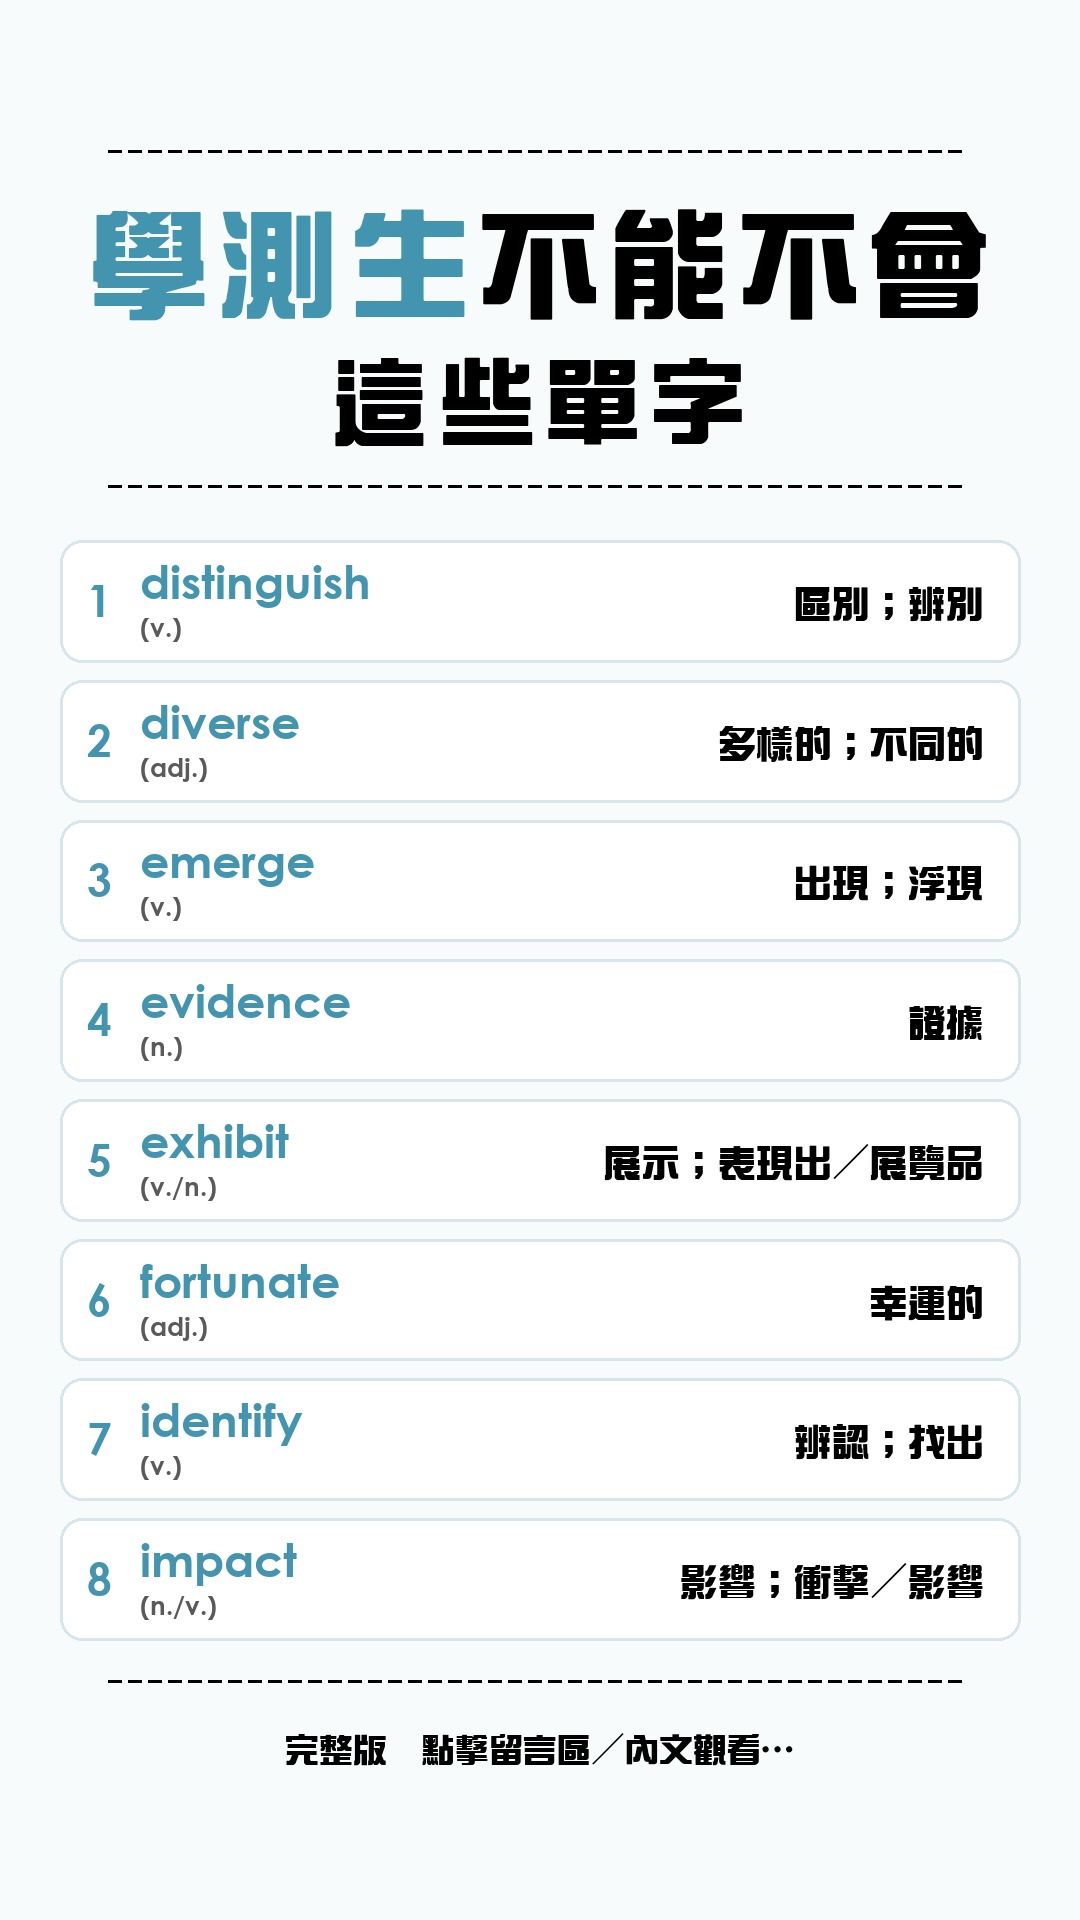 學測生不能不會
這些單字
1 distinguish (v.) 區別；辨別
2 diverse (adj.) 多樣的；不同的
3 emerge (v.) 出現；浮現
4 evidence (n.) 證據
5 exhibit (v./n.) 展示；表現出／展覽品
6 fortunate (adj.) 幸運的
7 identify (v.) 辨認；找出
8 impact (n./v.) 影響；衝擊／影響
完整版　點擊留言區／內文觀看…